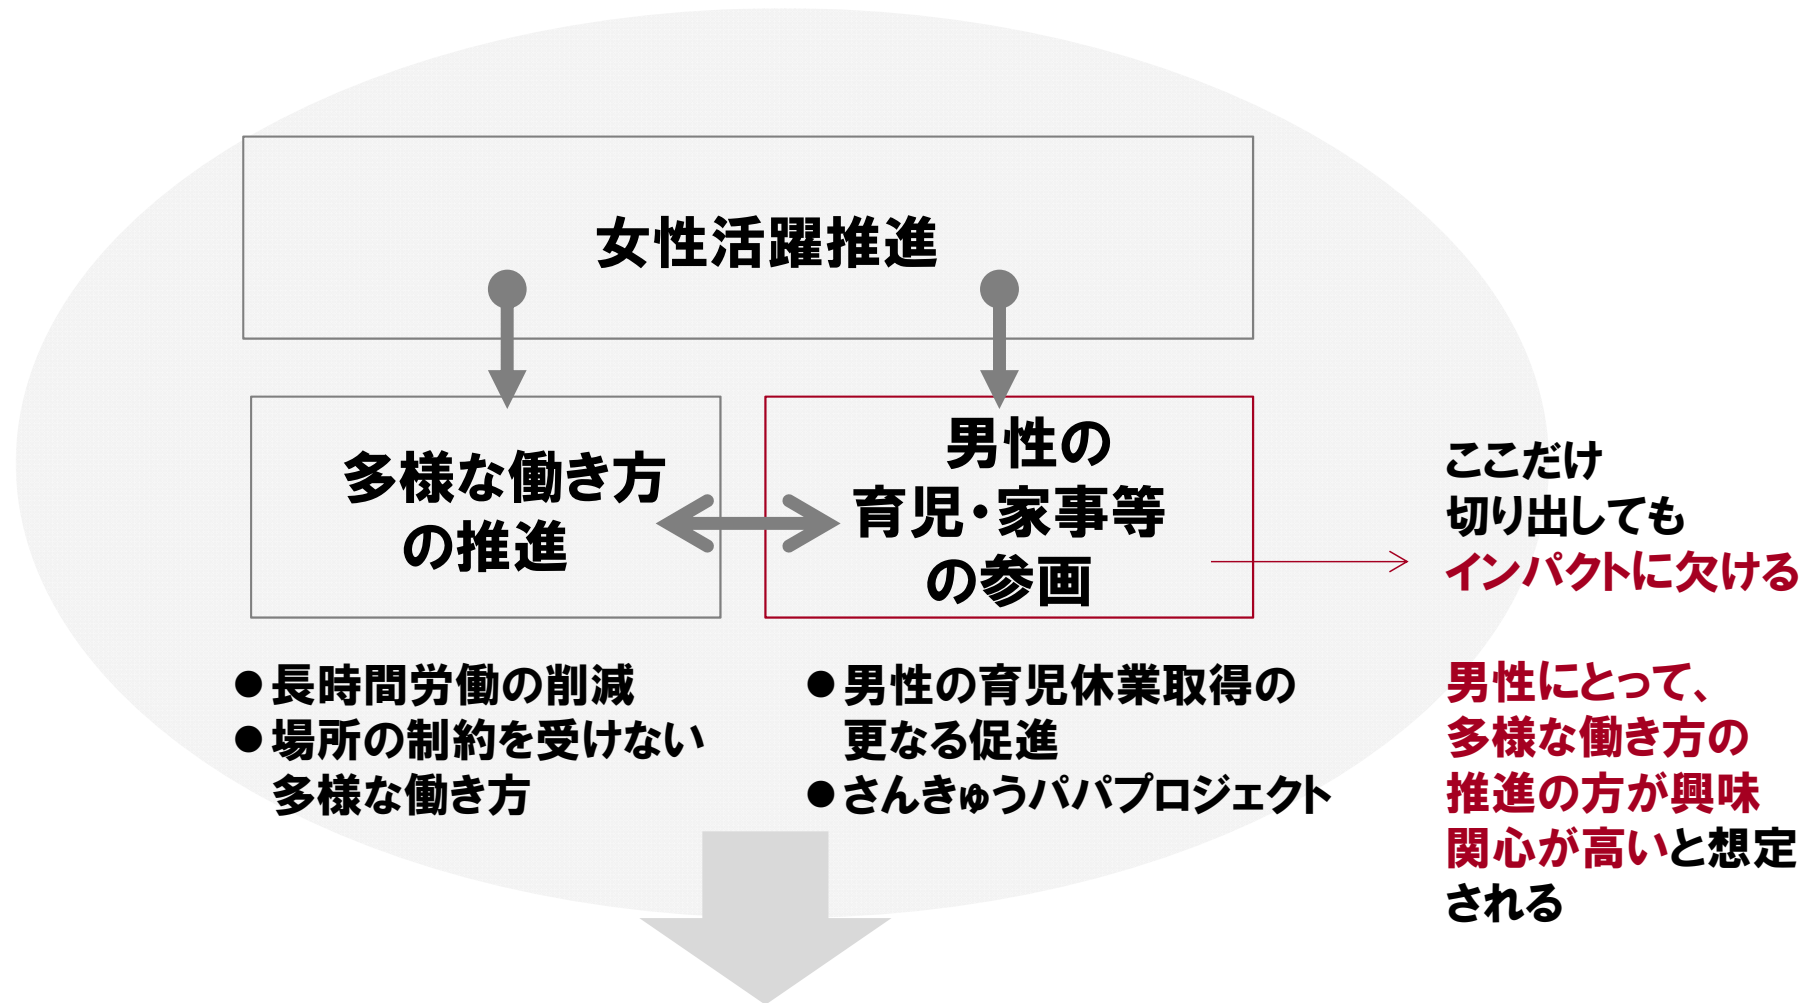 女性活躍推進
多様な働き方
の推進
男性の
育児・家事等
の参画
ここだけ
切り出しても
インパクトに欠ける
●長時間労働の削減
●場所の制約を受けない
多様な働き方
●男性の育児休業取得の
更なる促進
●さんきゅうパパプロジェクト
男性にとって、
多様な働き方の
推進の方が興味
関心が高いと想定
される